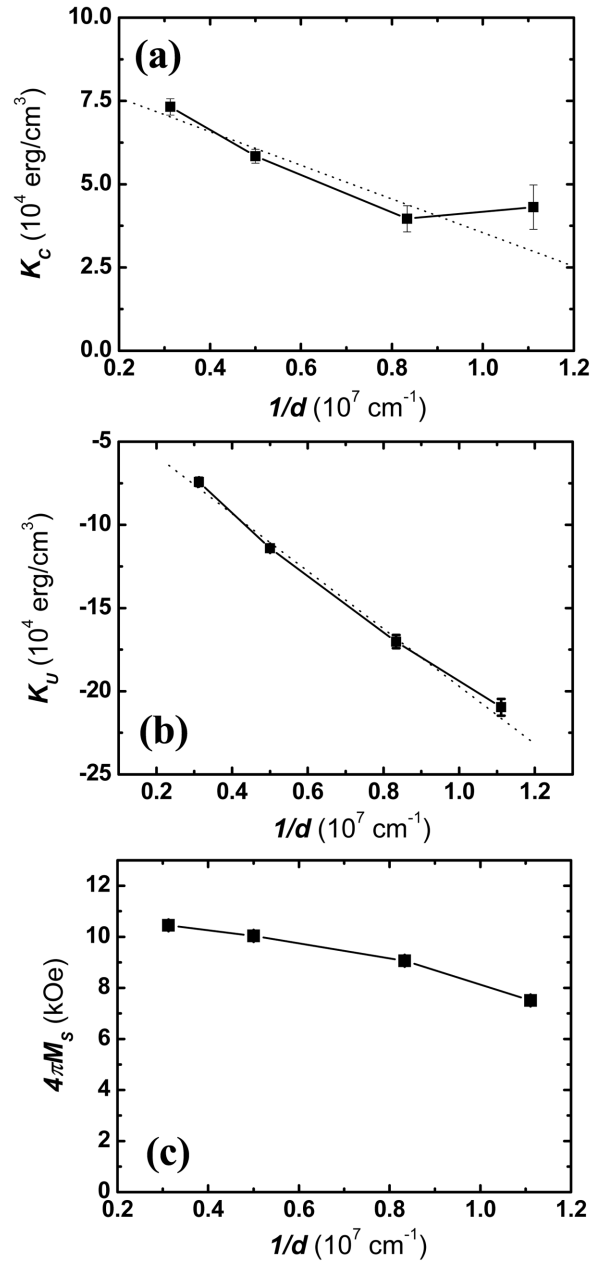 (a)
10.0
7.5
5.0
2.5
0.0
K_c (10^4 erg/cm^3)
0.2 0.4 0.6 0.8 1.0 1.2
1/d (10^7 cm^-1)
-5
-10
-15
-20
-25
K_U (10^4 erg/cm^3)
(b)
0.2 0.4 0.6 0.8 1.0 1.2
1/d (10^7 cm^-1)
12
10
8
6
4
2
0
4πM_s (kOe)
(c)
0.2 0.4 0.6 0.8 1.0 1.2
1/d (10^7 cm^-1)